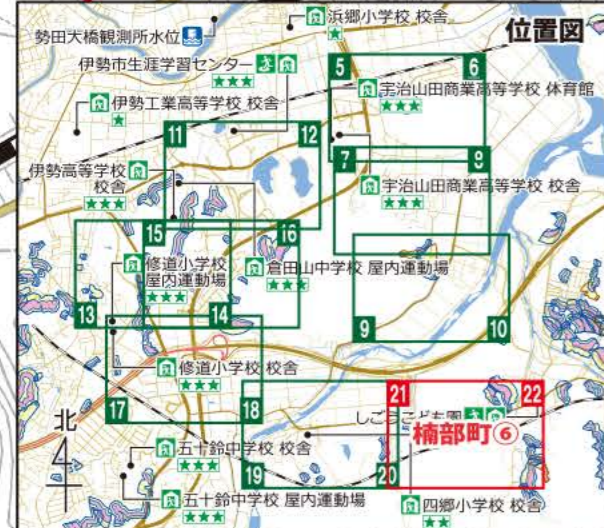 位置図
勢田大橋観測所水位
浜郷小学校 校舎
★
伊勢市生涯学習センター
★★★
5
6
宇治山田商業高等学校 体育館
★★★
伊勢工業高等学校 校舎
★
11
12
7
8
伊勢高等学校
校舎
★★★
宇治山田商業高等学校 校舎
★★★
15
16
修道小学校
屋内運動場
★★★
倉田山中学校 屋内運動場
★★★
13
14
9
10
修道小学校 校舎
★★★
17
18
21
22
北
しごうこども園
楠部町⑥
五十鈴中学校 校舎
★★★
19
20
五十鈴中学校 屋内運動場
★★★
四郷小学校 校舎
★★